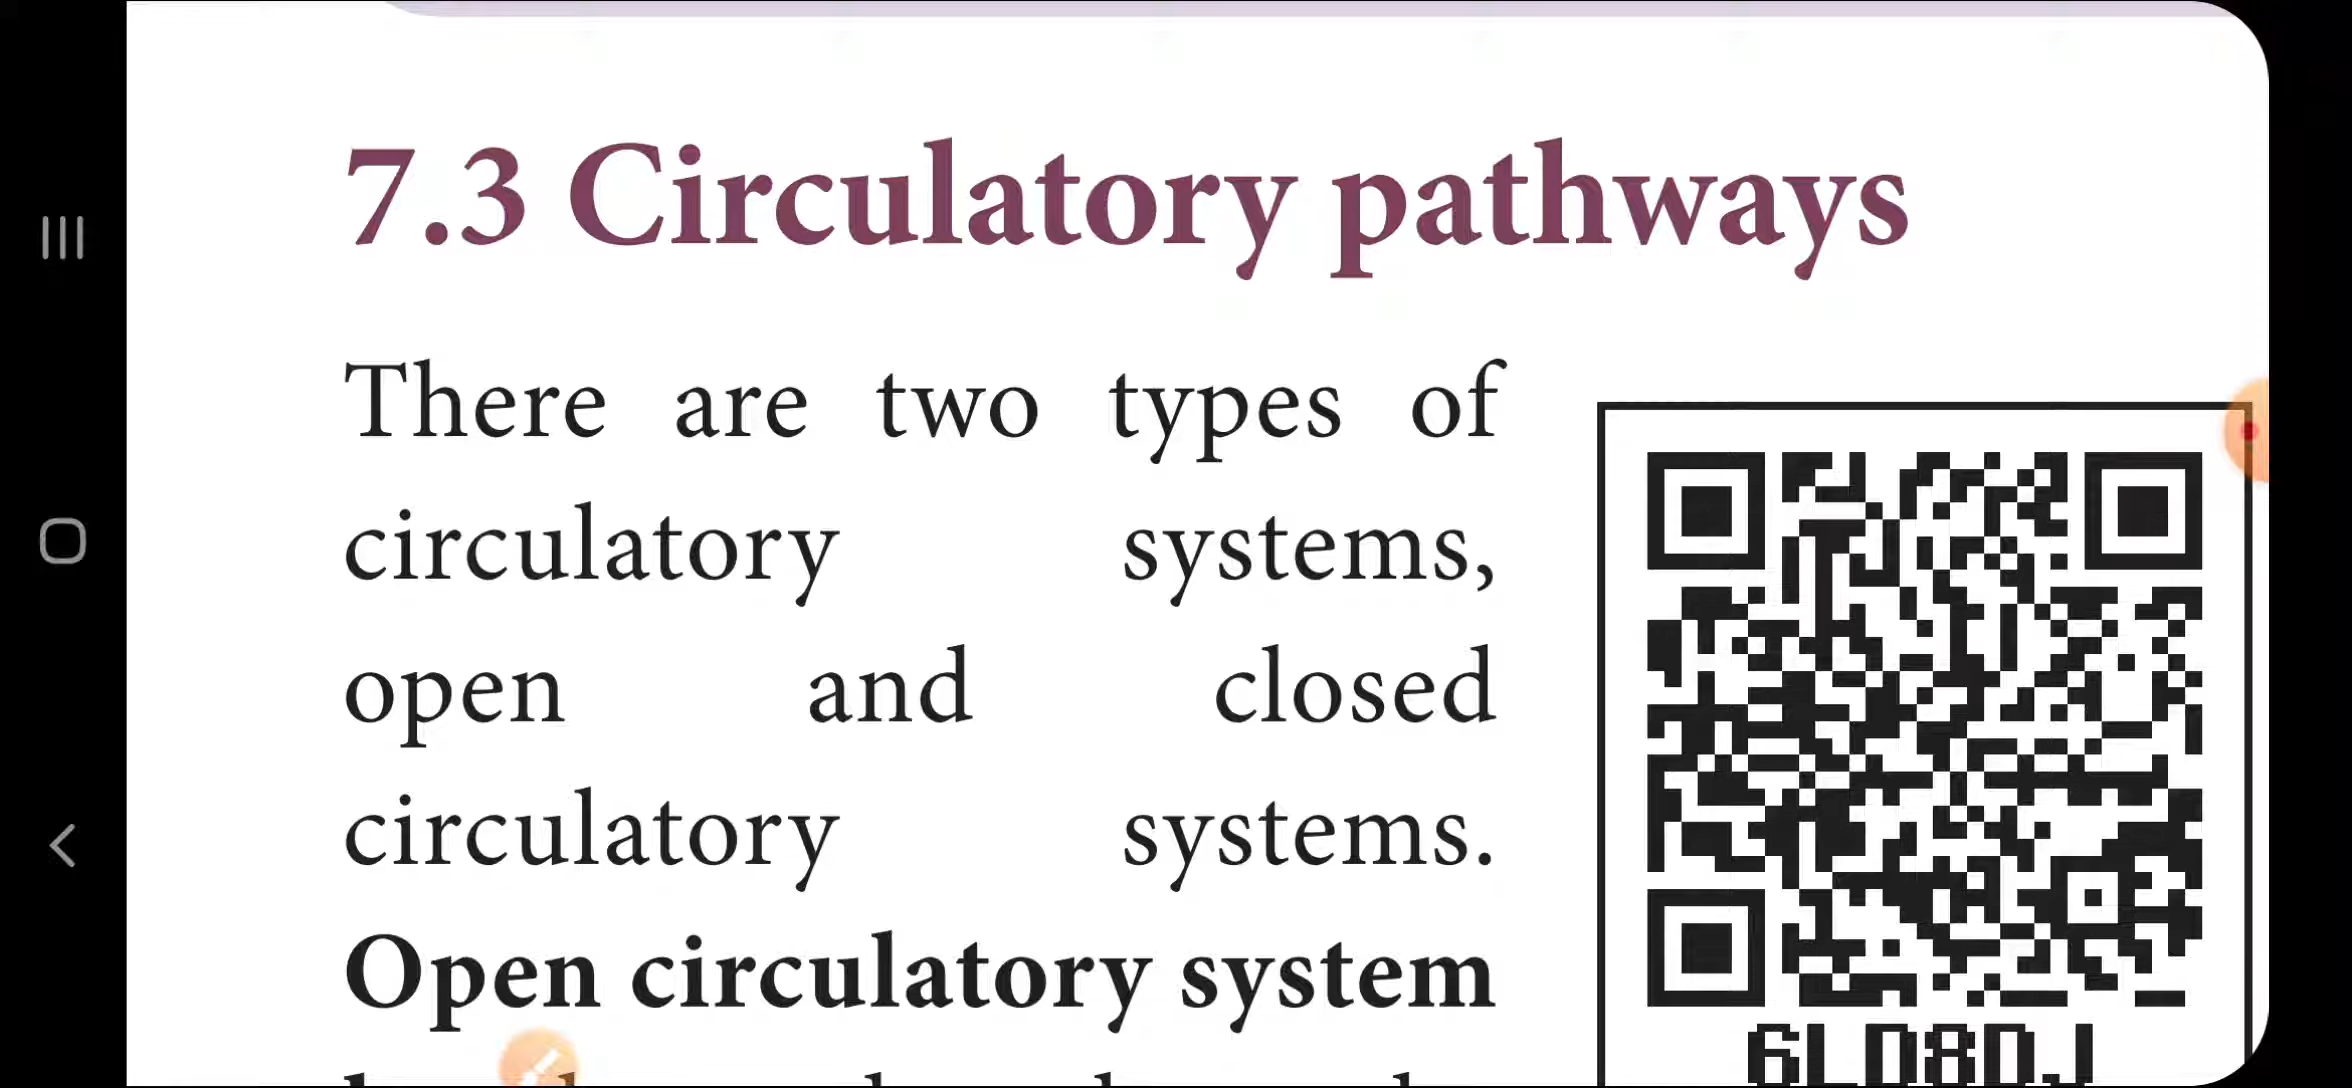 7.3 Circulatory pathways
There are two types of
circulatory systems,
open and closed
circulatory systems.
Open circulatory system
6LD8DJ